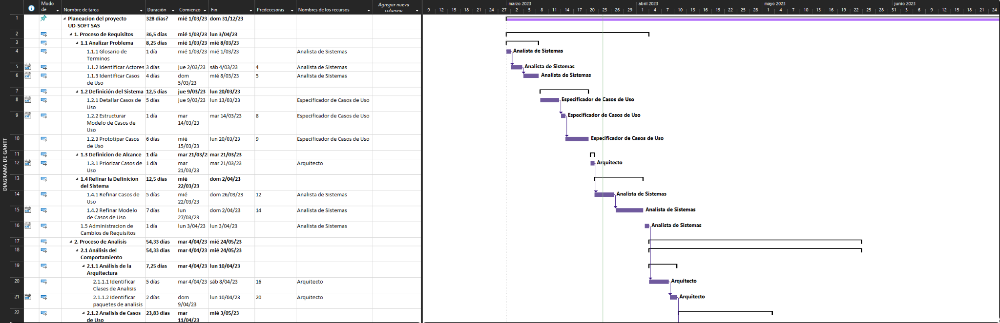 Modo de
Nombre de tarea
Duración
Comienzo
Fin
Predecesoras
Nombres de los recursos
Agregar nueva columna
marzo 2023
abril 2023
mayo 2023
junio 2023
9 12 15 18 21 24 27 2 5 8 11 14 17 20 23 26 29 1 4 7 10 13 16 19 22 25 28 1 4 7 10 13 16 19 22 25 28 31 3 6 9 12 15 18 21 24
DIAGRAMA DE GANTT
1 Planeacion del proyecto 328 días? mié 1/03/23 dom 31/12/23
UD-SOFT SAS
2 1. Proceso de Requisitos 36,5 días mié 1/03/23 lun 3/04/23
3 1.1 Analizar Problema 8,25 días mié 1/03/23 mié 8/03/23
4 1.1.1 Glosario de 1 día mié 1/03/23 mié 1/03/23 Analista de Sistemas Analista de Sistemas
Terminos
5 1.1.2 Identificar Actores 3 días jue 2/03/23 sáb 4/03/23 4 Analista de Sistemas Analista de Sistemas
6 1.1.3 Identificar Casos 4 días dom mié 8/03/23 5 Analista de Sistemas Analista de Sistemas
de Uso 5/03/23
7 1.2 Definición del Sistema 12,5 días jue 9/03/23 lun 20/03/23
8 1.2.1 Detallar Casos de 5 días jue 9/03/23 lun 13/03/23 Especificador de Casos de Uso Especificador de Casos de Uso
Uso
9 1.2.2 Estructurar 1 día mar mar 14/03/23 8 Especificador de Casos de Uso Especificador de Casos de Uso
Modelo de Casos de 14/03/23
Uso
10 1.2.3 Prototipar Casos 6 días mié lun 20/03/23 9 Especificador de Casos de Uso Especificador de Casos de Uso
de Uso 15/03/23
11 1.3 Definicion de Alcance 1 día mar 21/03/2 mar 21/03/23
12 1.3.1 Priorizar Casos de 1 día mar mar 21/03/23 Arquitecto Arquitecto
Uso 21/03/23
13 1.4 Refinar la Definicion 12,5 días mié dom 2/04/23
del Sistema 22/03/23
14 1.4.1 Refinar Casos de 5 días mié dom 26/03/23 12 Analista de Sistemas Analista de Sistemas
Uso 22/03/23
15 1.4.2 Refinar Modelo 7 días lun dom 2/04/23 14 Analista de Sistemas Analista de Sistemas
de Casos de Uso 27/03/23
16 1.5 Administracion de 1 día lun 3/04/23 lun 3/04/23 Analista de Sistemas Analista de Sistemas
Cambios de Requisitos
17 2. Proceso de Analisis 54,33 días mar 4/04/23 mié 24/05/23
18 2.1 Análisis del 54,33 días mar 4/04/23 mié 24/05/23
Comportamiento
19 2.1.1 Análisis de la 7,25 días mar 4/04/23 lun 10/04/23
Arquitectura
20 2.1.1.1 Identificar 5 días mar 4/04/23 sáb 8/04/23 16 Arquitecto Arquitecto
Clases de Analisis
21 2.1.1.2 Identificar 2 días dom lun 10/04/23 20 Arquitecto Arquitecto
paquetes de analisis 9/04/23
22 2.1.2 Analisis de Casos 23,83 días mar mié 3/05/23
de Uso 11/04/23